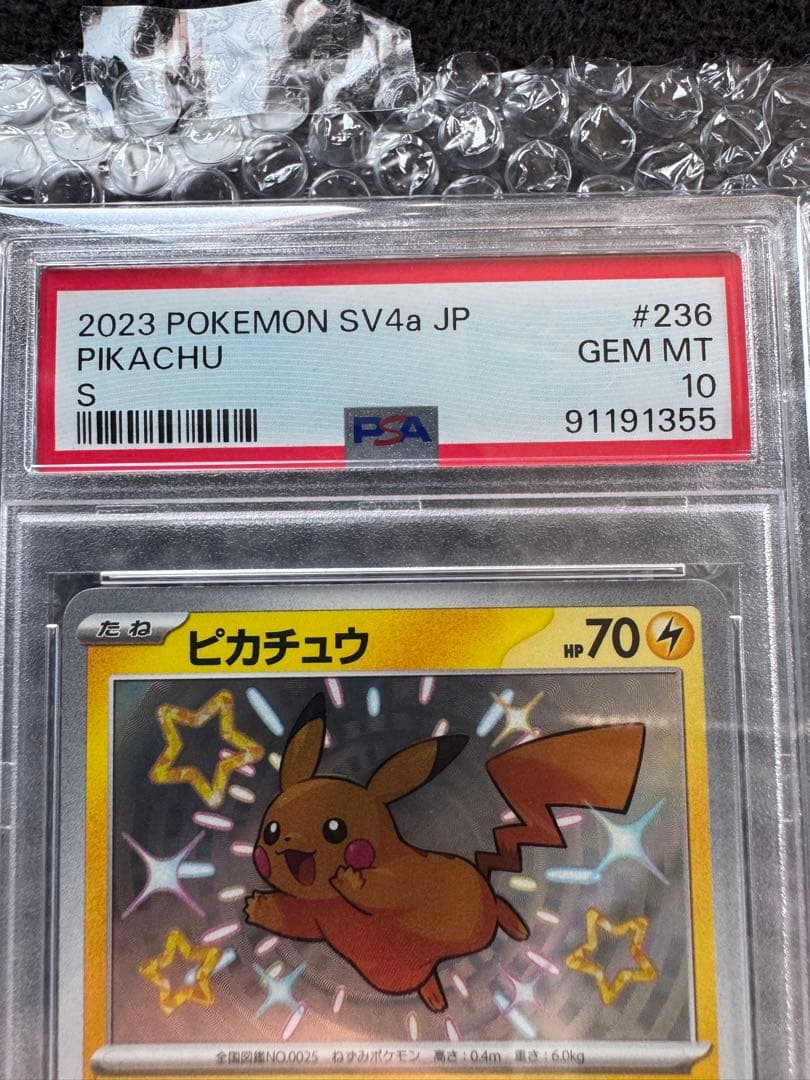 2023 POKEMON SV4a JP #236
PIKACHU GEM MT
S 10
PSA 91191355
たね ピカチュウ HP70
全国図鑑NO.0025 ねずみポケモン 高さ:0.4m 重さ:6.0kg